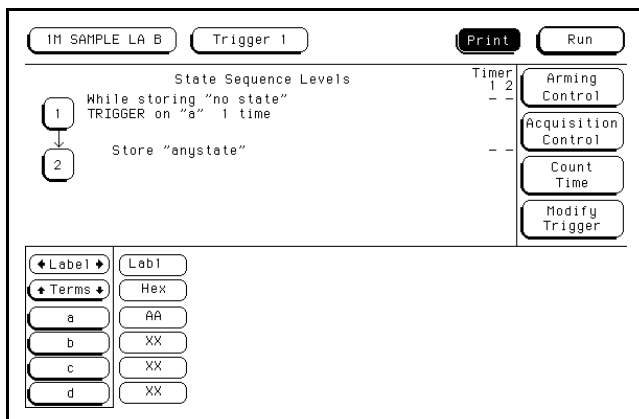 1M SAMPLE LA B
Trigger 1
Print
Run
State Sequence Levels
Timer
1 2
Arming
Control
1
While storing "no state"
TRIGGER on "a" 1 time
- -
Acquisition
Control
2
Store "anystate"
- -
Count
Time
Modify
Trigger
Label
Lab1
Terms
Hex
a
AA
b
XX
c
XX
d
XX